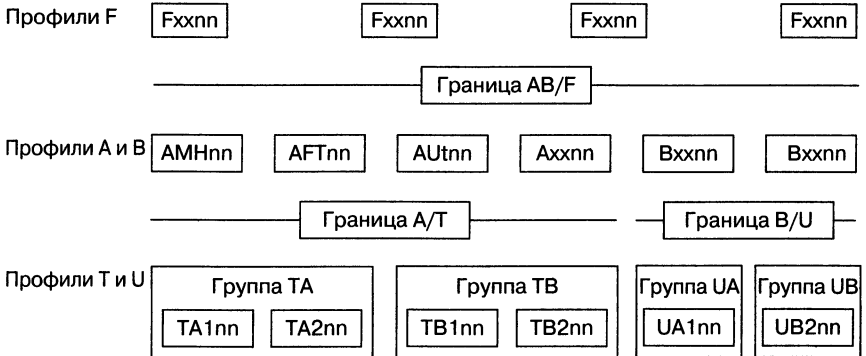 Профили F Fxxnn Fxxnn Fxxnn Fxxnn
Граница AB/F
Профили A и B AMHnn AFTnn AUtnn Axxnn Bxxnn Bxxnn
Граница A/T Граница B/U
Профили T и U Группа TA Группа TB Группа UA Группа UB
TA1nn TA2nn TB1nn TB2nn UA1nn UB2nn